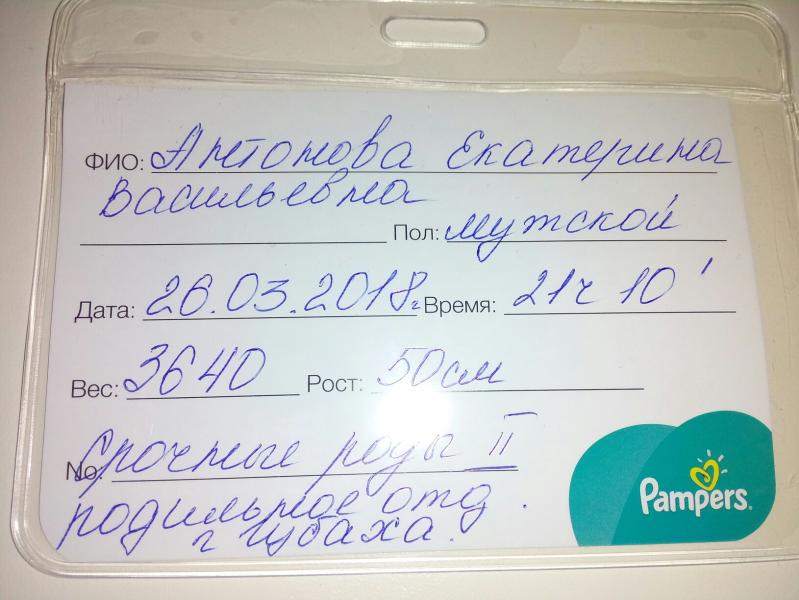 ФИО: Антонова Екатерина
Васильевна
Пол: мужской
Дата: 26.03.2018г Время: 21ч 10'
Вес: 3640 Рост: 50см
No: Срочные роды II
родильное отд.
г Губаха.
Pampers